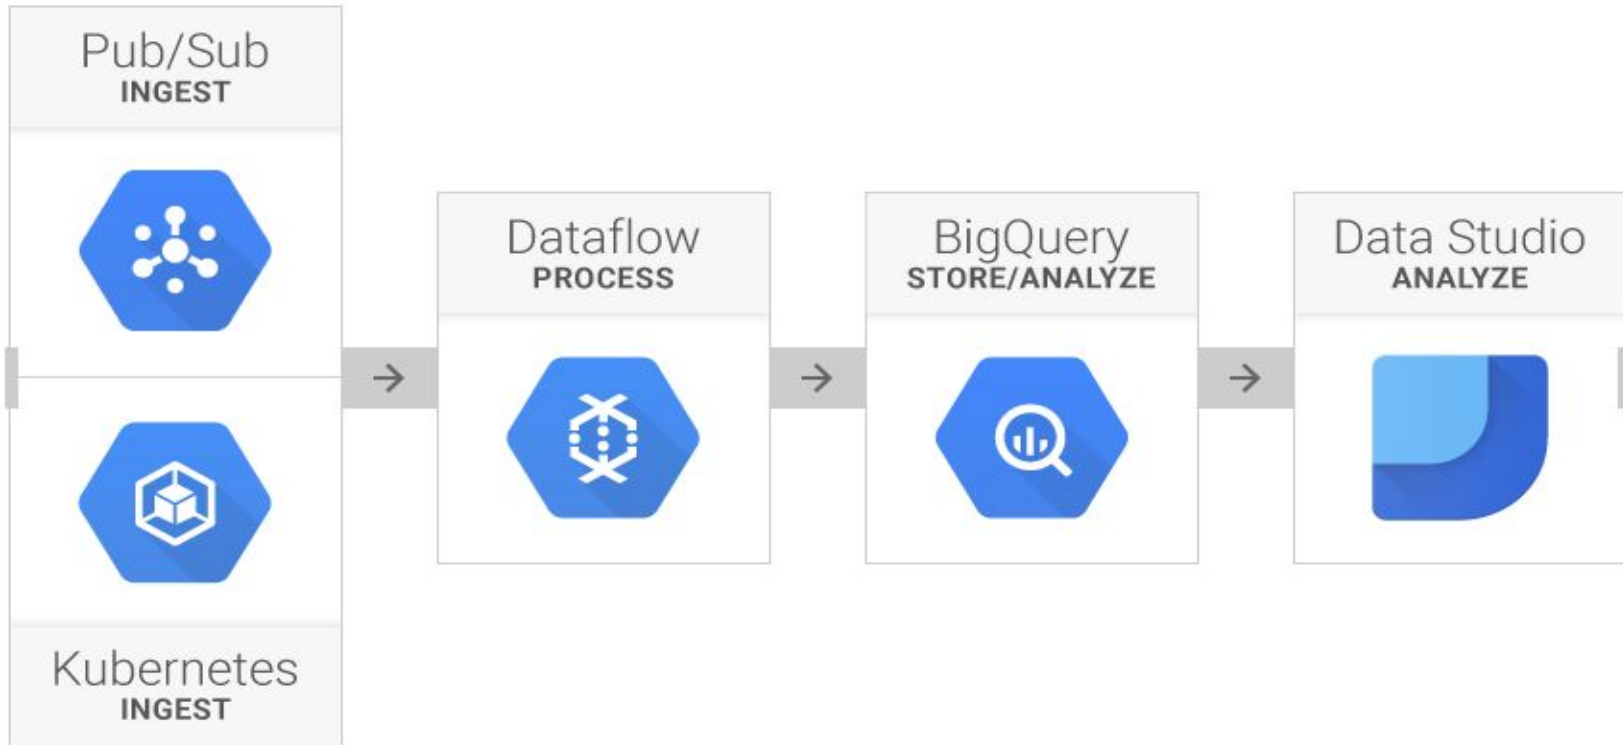 Pub/Sub
INGEST
Kubernetes
INGEST
Dataflow
PROCESS
BigQuery
STORE/ANALYZE
Data Studio
ANALYZE